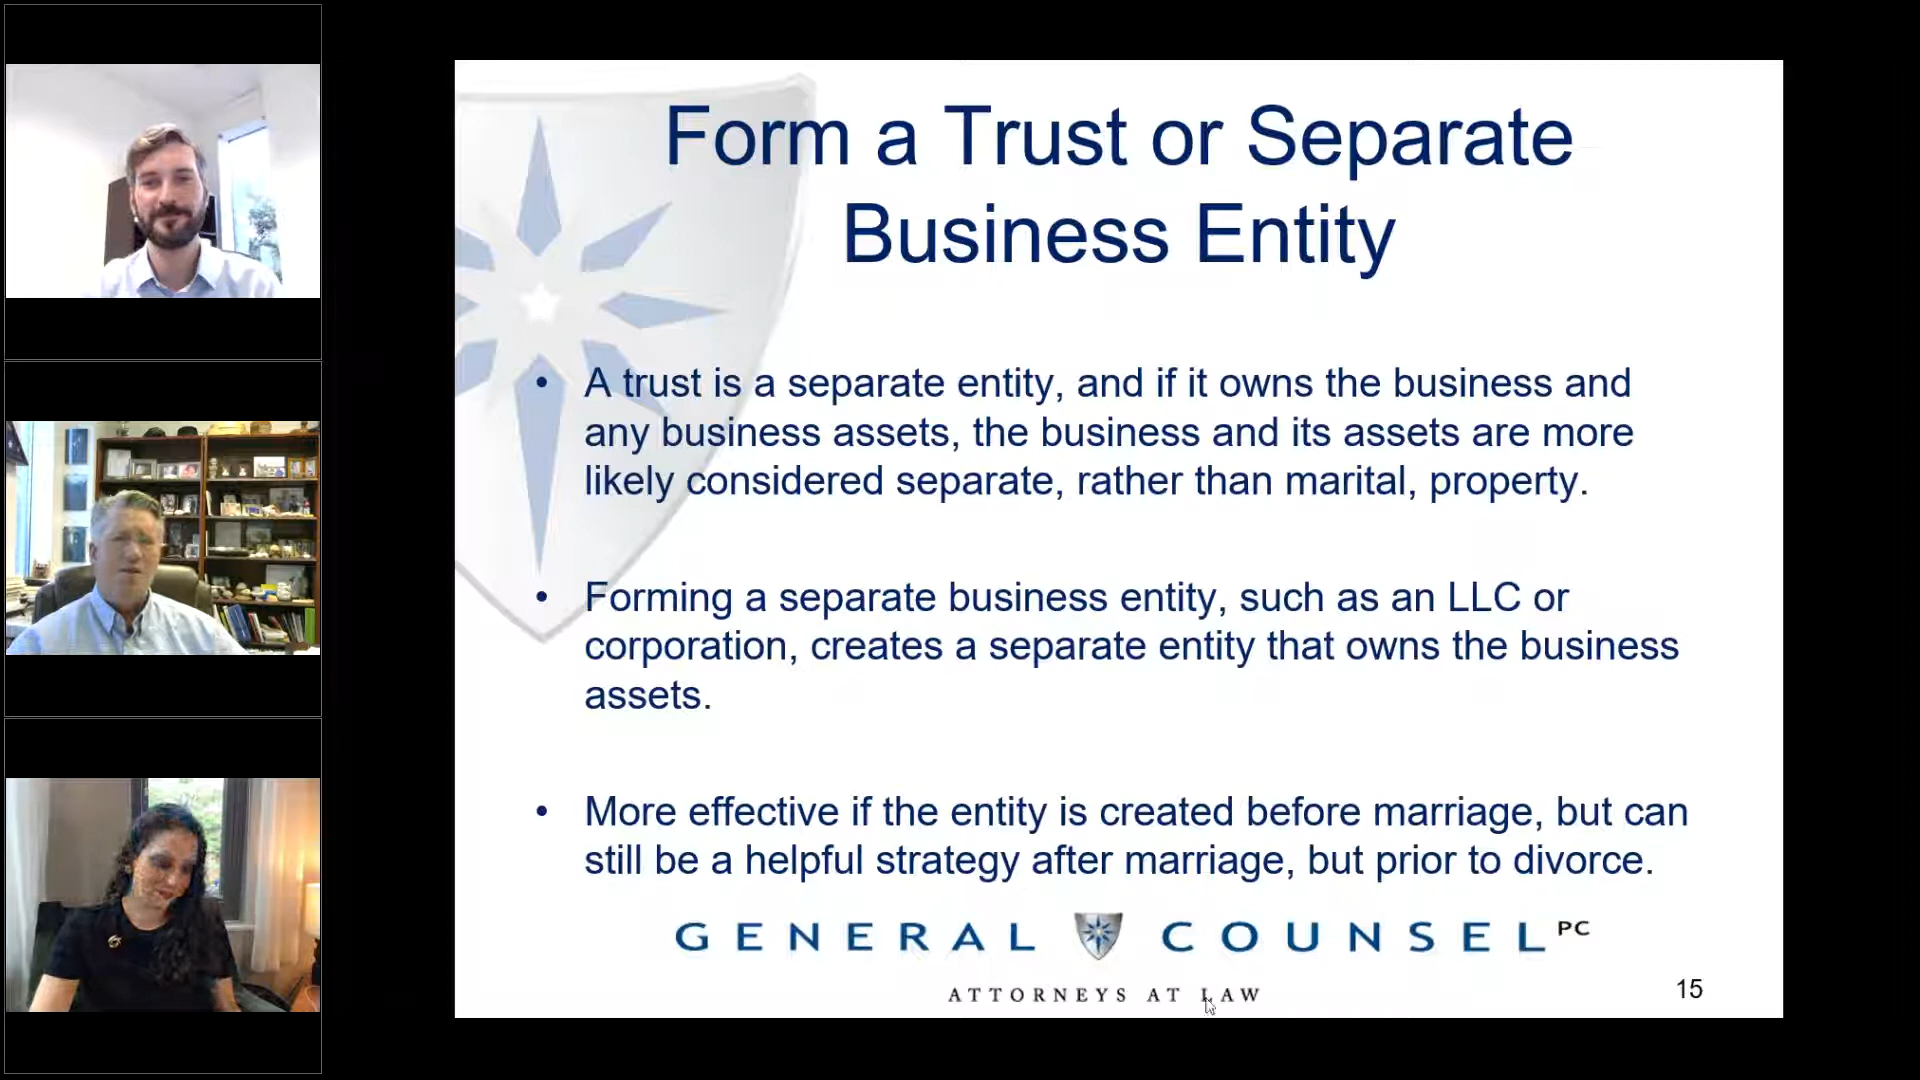 Form a Trust or Separate
Business Entity
• A trust is a separate entity, and if it owns the business and
any business assets, the business and its assets are more
likely considered separate, rather than marital, property.
• Forming a separate business entity, such as an LLC or
corporation, creates a separate entity that owns the business
assets.
• More effective if the entity is created before marriage, but can
still be a helpful strategy after marriage, but prior to divorce.
GENERAL COUNSEL PC
ATTORNEYS AT LAW
15